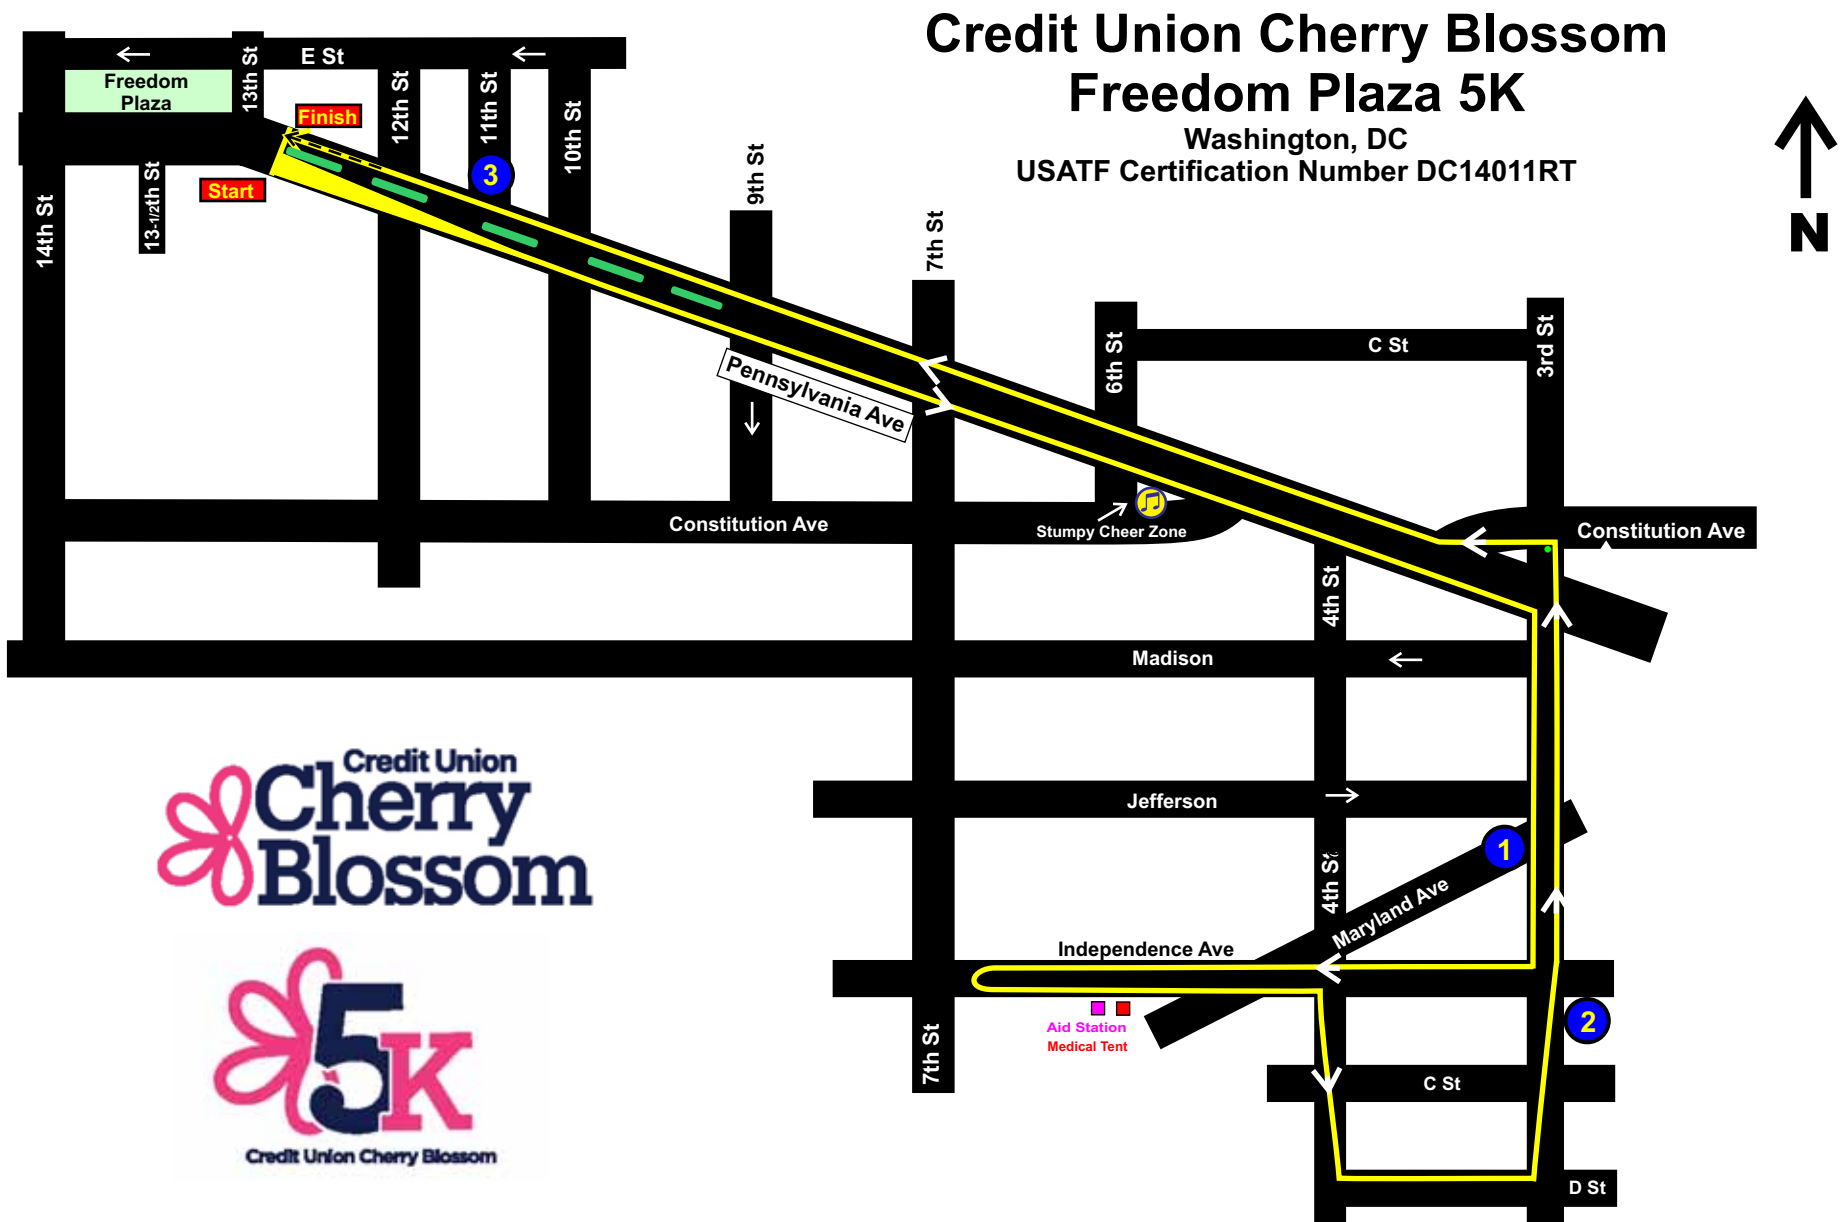 Credit Union Cherry Blossom
Freedom Plaza 5K
Washington, DC
USATF Certification Number DC14011RT
N
E St
Freedom
Plaza
13th St
Finish
Start
12th St
11th St
3
10th St
9th St
7th St
14th St
13-1/2th St
6th St
C St
3rd St
Pennsylvania Ave
Constitution Ave
Stumpy Cheer Zone
Constitution Ave
4th St
Madison
Jefferson
1
4th St
Maryland Ave
Independence Ave
Aid Station
Medical Tent
7th St
2
C St
D St
Credit Union
Cherry
Blossom
5K
Credit Union Cherry Blossom